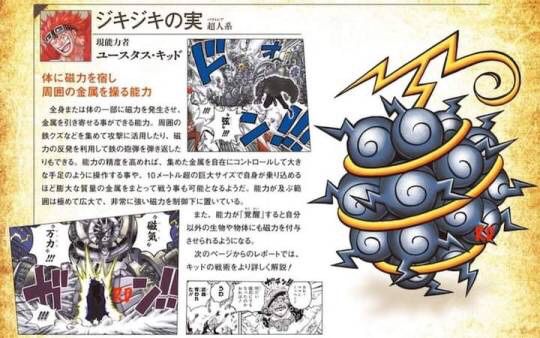 ジキジキの実
パラミシア
超人系
現能力者
ユースタス・キッド
体に磁力を宿し
周囲の金属を操る能力
全身または体の一部に磁力を発生させ、
金属を引き寄せる事ができる能力。周囲の
鉄クズなどを集めて攻撃に活用したり、磁
力の反発を利用して鉄の砲弾を弾き返した
りもできる。能力の精度を高めれば、集めた金属を自在にコントロールして大き
な手足のように操作する事や、10メートル超の巨大サイズで自身が乗り込める
ほど膨大な質量の金属をまとって戦う事も可能となるようだ。能力が及ぶ範
囲は極めて広大で、非常に強い磁力を制御下に置いている。
また、能力が「覚醒」すると自分
以外の生物や物体にも磁力を付与
させられるようになる。
次のページからのレポートでは、
キッドの戦術をより詳しく解説！
磁気
万力